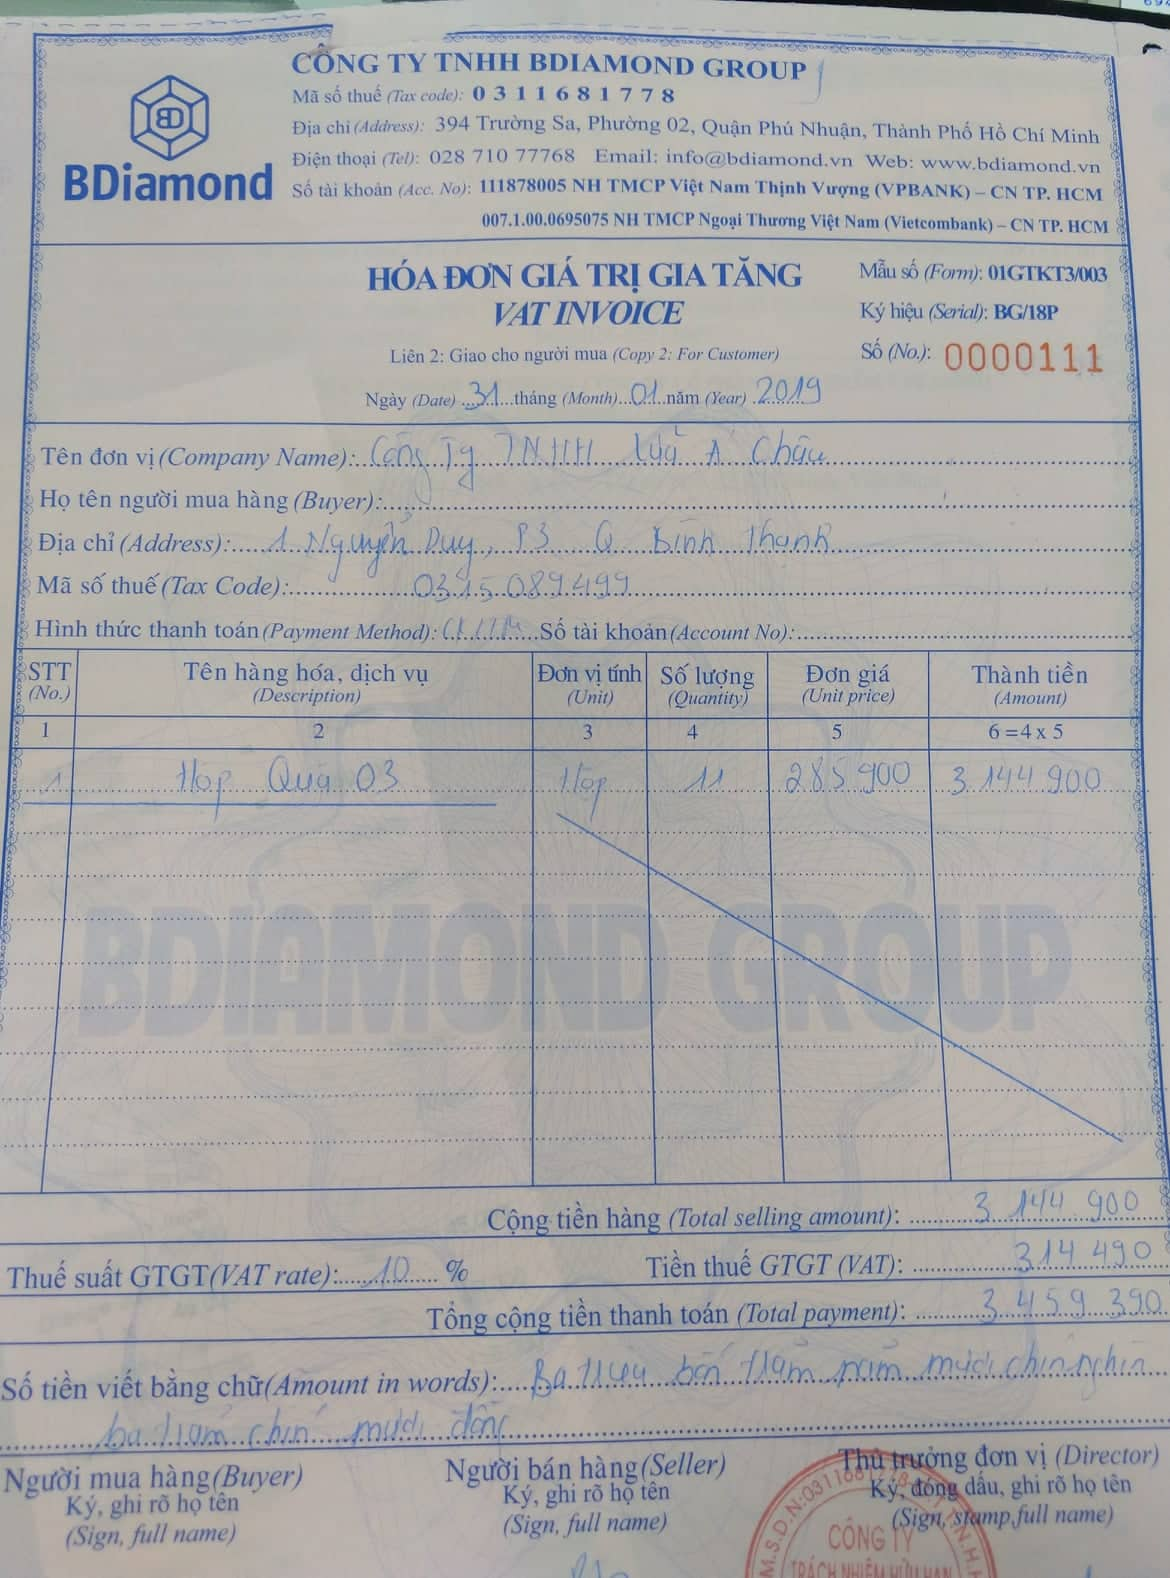 CÔNG TY TNHH BDIAMOND GROUP
Mã số thuế (Tax code): 0 3 1 1 6 8 1 7 7 8
Địa chỉ (Address): 394 Trường Sa, Phường 02, Quận Phú Nhuận, Thành Phố Hồ Chí Minh
Điện thoại (Tel): 028 710 77768 Email: info@bdiamond.vn Web: www.bdiamond.vn
Số tài khoản (Acc. No): 111878005 NH TMCP Việt Nam Thịnh Vượng (VPBANK) – CN TP. HCM
007.1.00.0695075 NH TMCP Ngoại Thương Việt Nam (Vietcombank) – CN TP. HCM
BD
BDiamond
HÓA ĐƠN GIÁ TRỊ GIA TĂNG
VAT INVOICE
Liên 2: Giao cho người mua (Copy 2: For Customer)
Ngày (Date) 31 tháng (Month) 01 năm (Year) 2019
Mẫu số (Form): 01GTKT3/003
Ký hiệu (Serial): BG/18P
Số (No.): 0000111
Tên đơn vị (Company Name): Công Ty TNHH Lửa Á Châu
Họ tên người mua hàng (Buyer):
Địa chỉ (Address): 1 Nguyễn Duy, P3 Q Bình Thạnh
Mã số thuế (Tax Code): 0315089499
Hình thức thanh toán (Payment Method): Số tài khoản (Account No):
STT Tên hàng hóa, dịch vụ Đơn vị tính Số lượng Đơn giá Thành tiền
(No.) (Description) (Unit) (Quantity) (Unit price) (Amount)
1 2 3 4 5 6 = 4 x 5
1 Hộp Quà 03 Hộp 11 285.900 3.144.900
BDIAMOND GROUP
Cộng tiền hàng (Total selling amount): 3 144 900
Thuế suất GTGT (VAT rate): 10 % Tiền thuế GTGT (VAT): 314 490
Tổng cộng tiền thanh toán (Total payment): 3 459 390
Số tiền viết bằng chữ (Amount in words): Ba triệu bốn trăm năm mươi chín nghìn
ba trăm chín mươi đồng
Người mua hàng (Buyer) Người bán hàng (Seller) Thủ trưởng đơn vị (Director)
Ký, ghi rõ họ tên Ký, ghi rõ họ tên Ký, đóng dấu, ghi rõ họ tên
(Sign, full name) (Sign, full name) (Sign, stamp,full name)
M.S.D.N:0311681778
CÔNG TY
TRÁCH NHIỆM HỮU HẠN